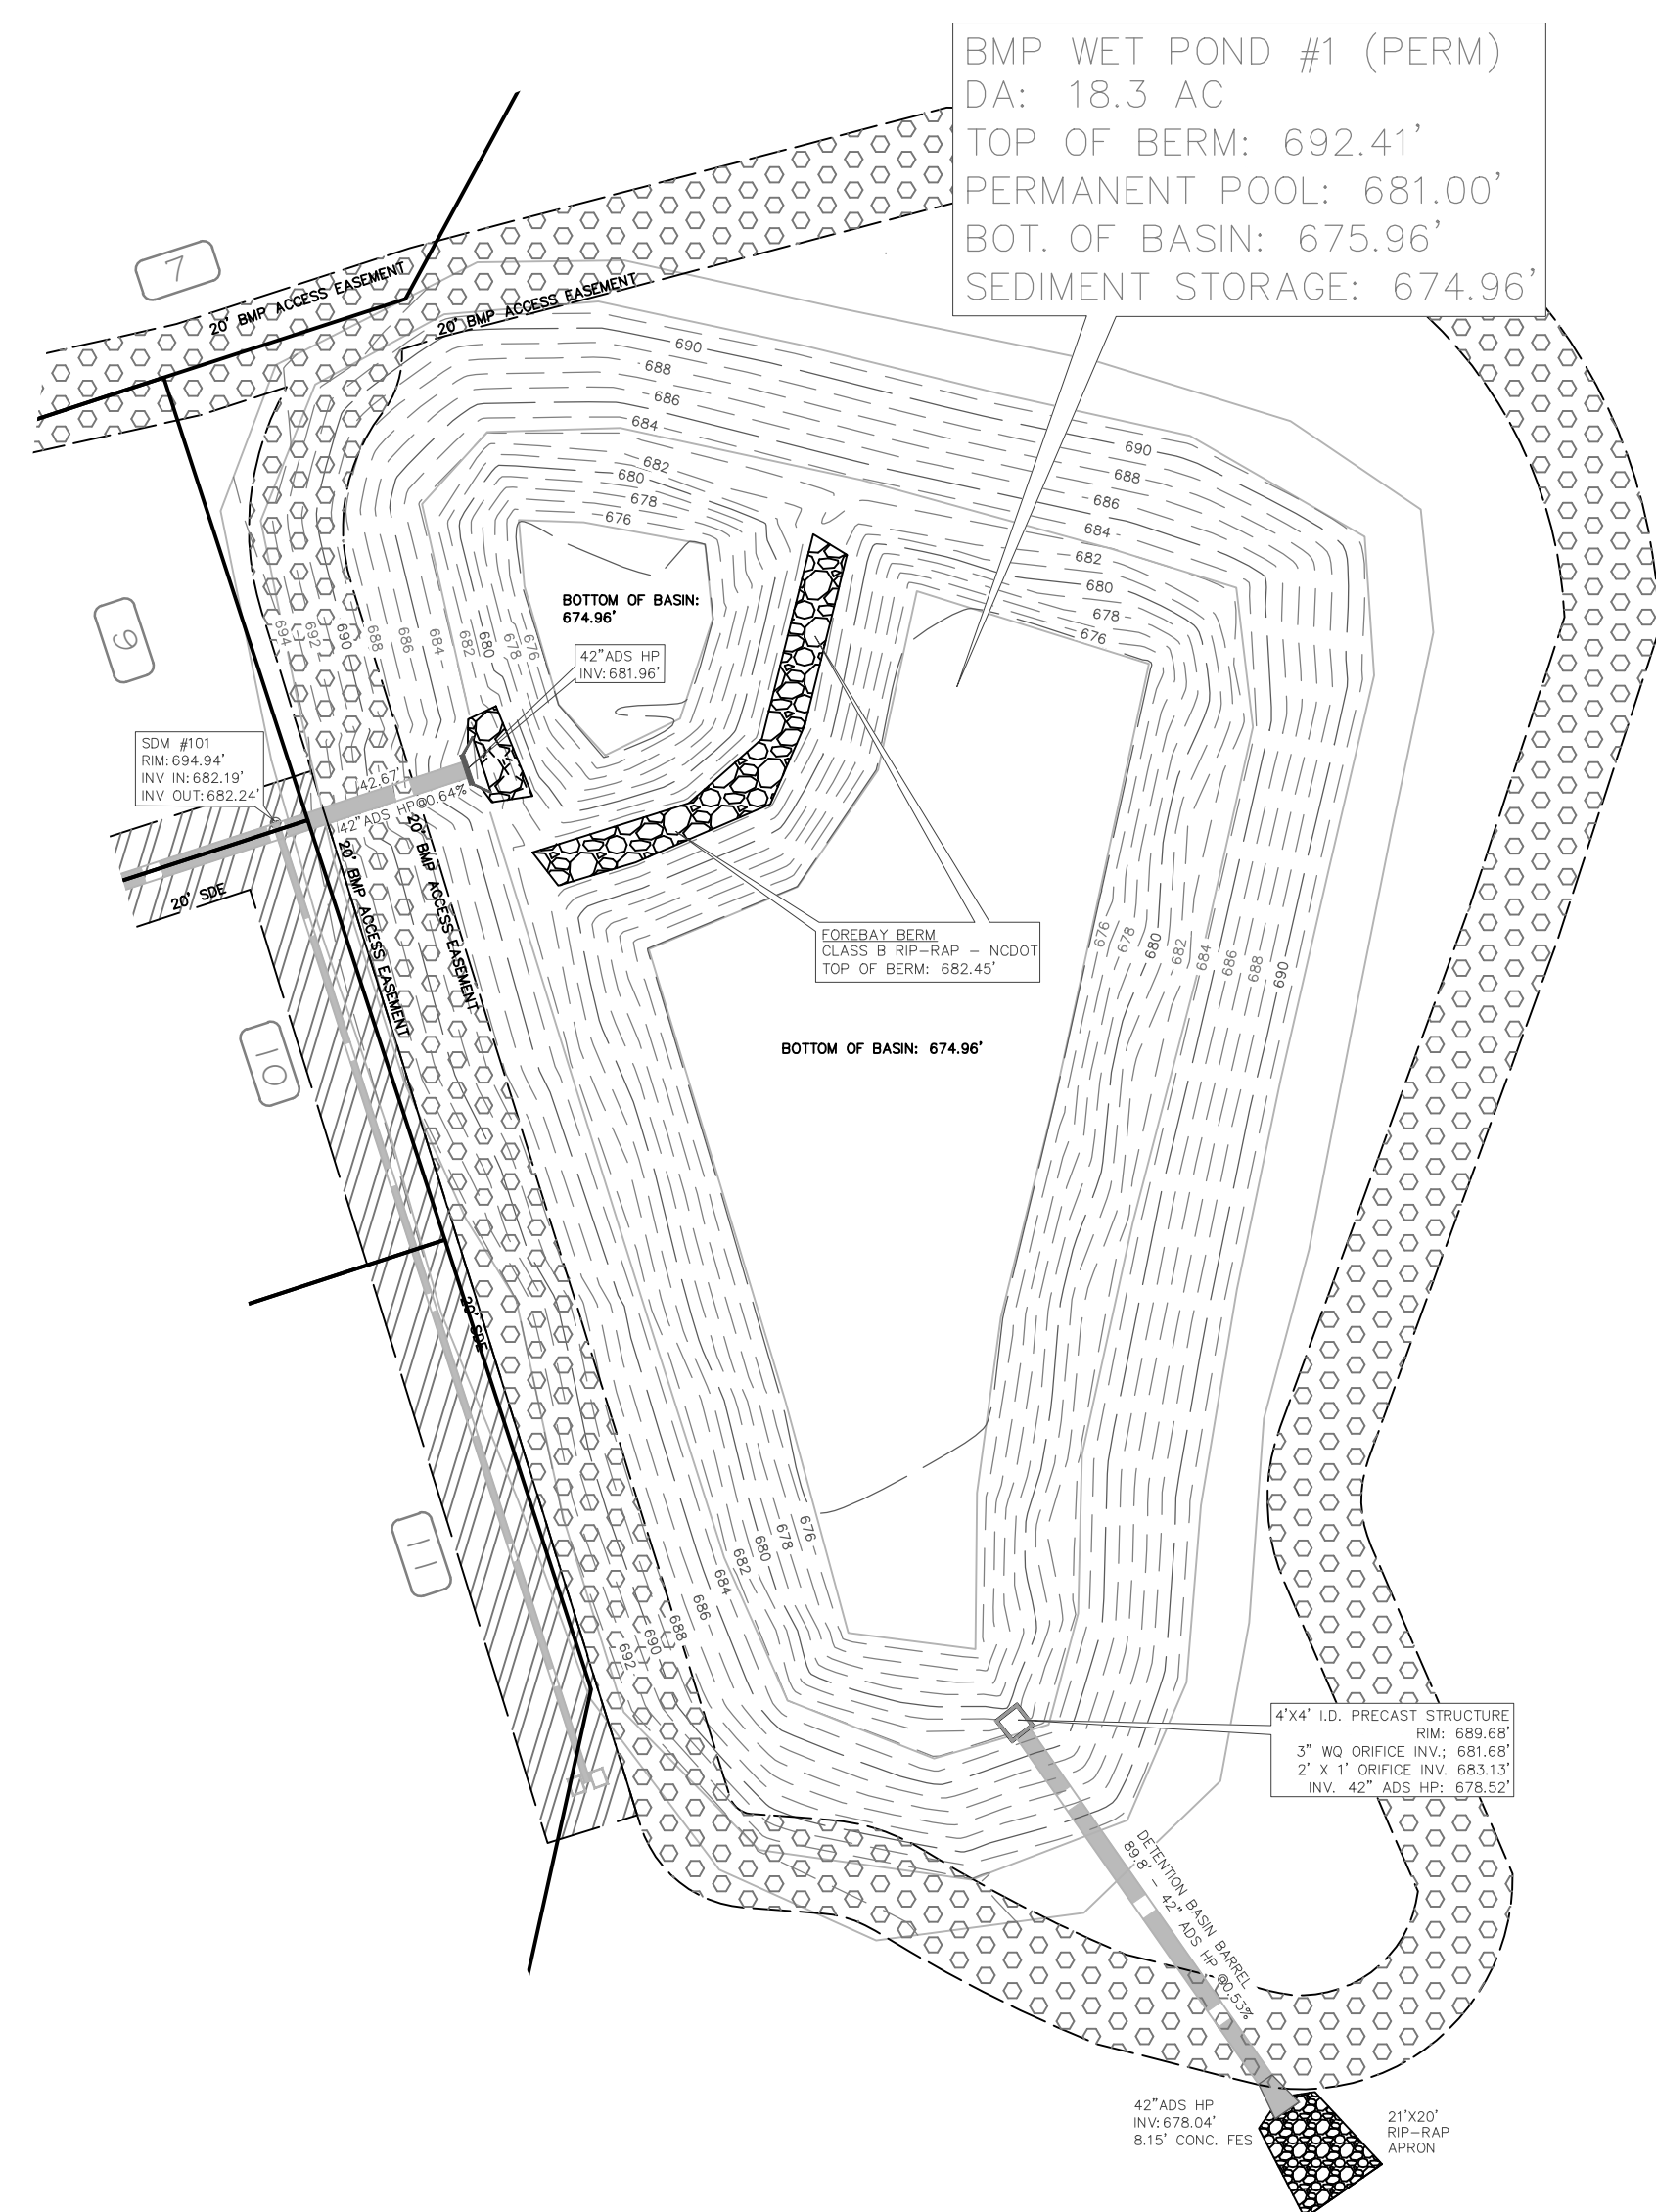 BMP WET POND #1 (PERM)
DA: 18.3 AC
TOP OF BERM: 692.41'
PERMANENT POOL: 681.00'
BOT. OF BASIN: 675.96'
SEDIMENT STORAGE: 674.96'
7
20' BMP ACCESS EASEMENT
20' BMP ACCESS EASEMENT
690
688
686
684
682
680
678
676
690
688
686
684
682
680
678
676
9
694
692
690
688
686
684
682
680
678
676
BOTTOM OF BASIN:
674.96'
42"ADS HP
INV: 681.96'
SDM #101
RIM: 694.94'
INV IN: 682.19'
INV OUT: 682.24'
42.67'
42"ADS HP@0.64%
20' SDE
20' BMP ACCESS EASEMENT
20' BMP ACCESS EASEMENT
FOREBAY BERM
CLASS B RIP-RAP - NCDOT
TOP OF BERM: 682.45'
676
678
680
682
684
686
688
690
BOTTOM OF BASIN: 674.96'
10
20' SDE
11
692
690
688
686
684
682
680
678
676
4'X4' I.D. PRECAST STRUCTURE
RIM: 689.68'
3" WQ ORIFICE INV.; 681.68'
2' X 1' ORIFICE INV. 683.13'
INV. 42" ADS HP: 678.52'
DETENTION BASIN BARREL
89.8' - 42" ADS HP @0.53%
42"ADS HP
INV: 678.04'
8.15' CONC. FES
21'X20'
RIP-RAP
APRON